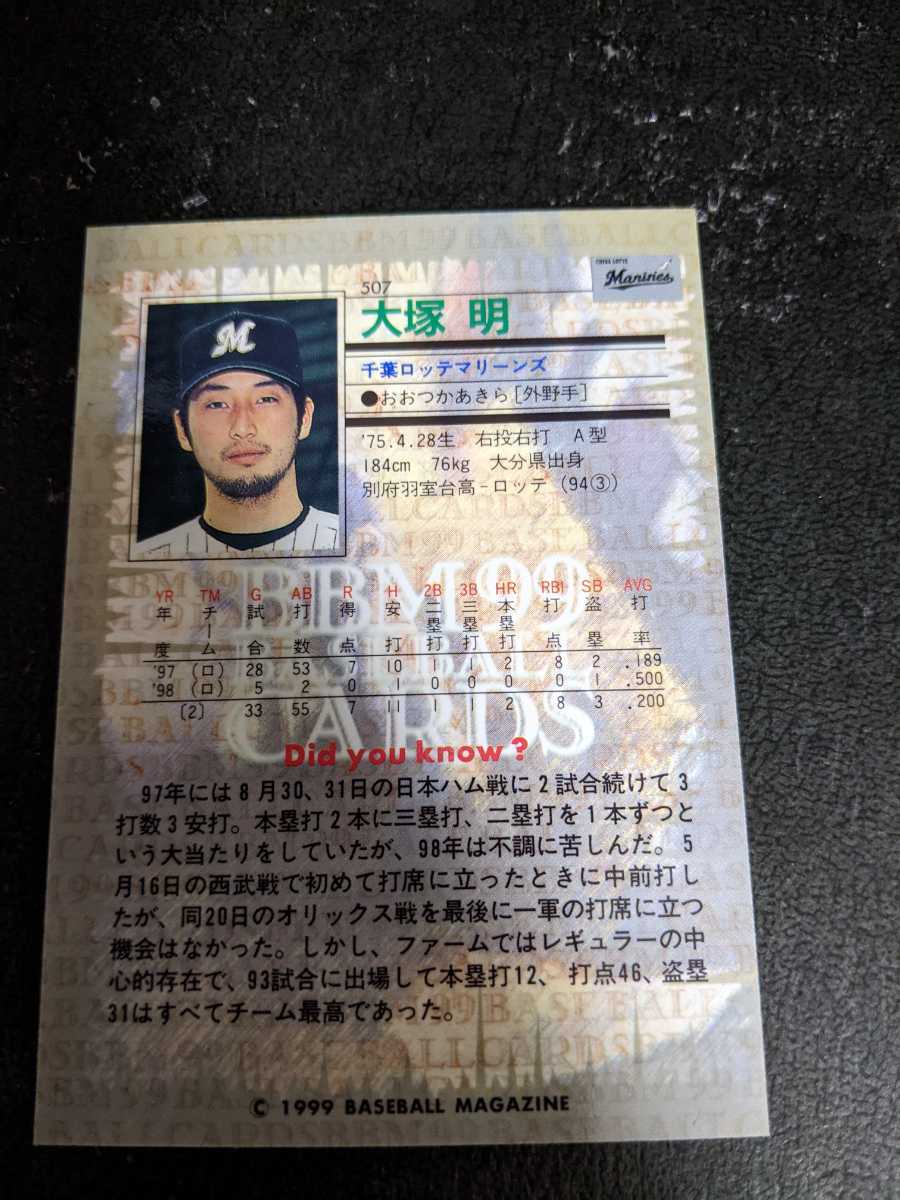 507
CHIBA LOTTE
Marines
M
大塚 明
千葉ロッテマリーンズ
●おおつかあきら[外野手]
'75.4.28生 右投右打 A型
184cm 76kg 大分県出身
別府羽室台高-ロッテ (94③)
YR TM G AB R H 2B 3B HR RBI SB AVG
年度 チーム 試合 打数 得点 安打 二塁打 三塁打 本塁打 打点 盗塁 打率
'97 (ロ) 28 53 7 10 1 1 2 8 2 .189
'98 (ロ) 5 2 0 1 0 0 0 0 1 .500
[2] 33 55 7 11 1 1 2 8 3 .200
BBM 99
BASEBALL
CARDS
Did you know?
97年には8月30、31日の日本ハム戦に2試合続けて3
打数3安打。本塁打2本に三塁打、二塁打を1本ずつと
いう大当たりをしていたが、98年は不調に苦しんだ。5
月16日の西武戦で初めて打席に立ったときに中前打し
たが、同20日のオリックス戦を最後に一軍の打席に立つ
機会はなかった。しかし、ファームではレギュラーの中
心的存在で、93試合に出場して本塁打12、打点46、盗塁
31はすべてチーム最高であった。
© 1999 BASEBALL MAGAZINE